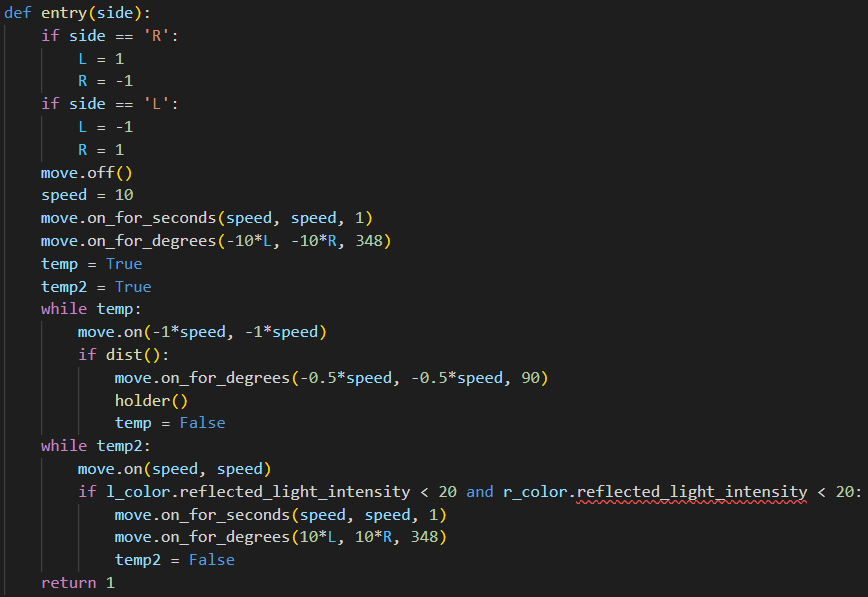 def entry(side):
    if side == 'R':
        L = 1
        R = -1
    if side == 'L':
        L = -1
        R = 1
    move.off()
    speed = 10
    move.on_for_seconds(speed, speed, 1)
    move.on_for_degrees(-10*L, -10*R, 348)
    temp = True
    temp2 = True
    while temp:
        move.on(-1*speed, -1*speed)
        if dist():
            move.on_for_degrees(-0.5*speed, -0.5*speed, 90)
            holder()
            temp = False
    while temp2:
        move.on(speed, speed)
        if l_color.reflected_light_intensity < 20 and r_color.reflected_light_intensity < 20:
            move.on_for_seconds(speed, speed, 1)
            move.on_for_degrees(10*L, 10*R, 348)
            temp2 = False
    return 1